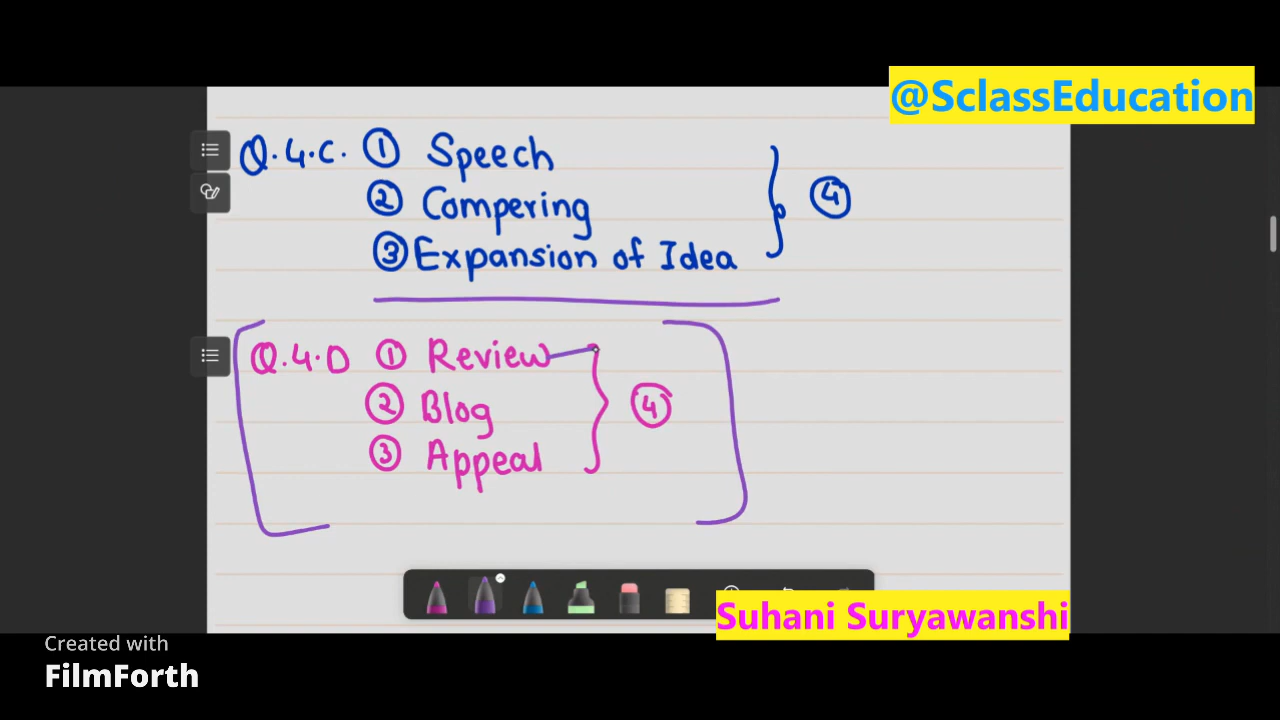 @SclassEducation
Q.4.C. ① Speech
② Compering
③ Expansion of Idea
④
Q.4.D ① Review
② Blog
③ Appeal
④
Suhani Suryawanshi
Created with
FilmForth